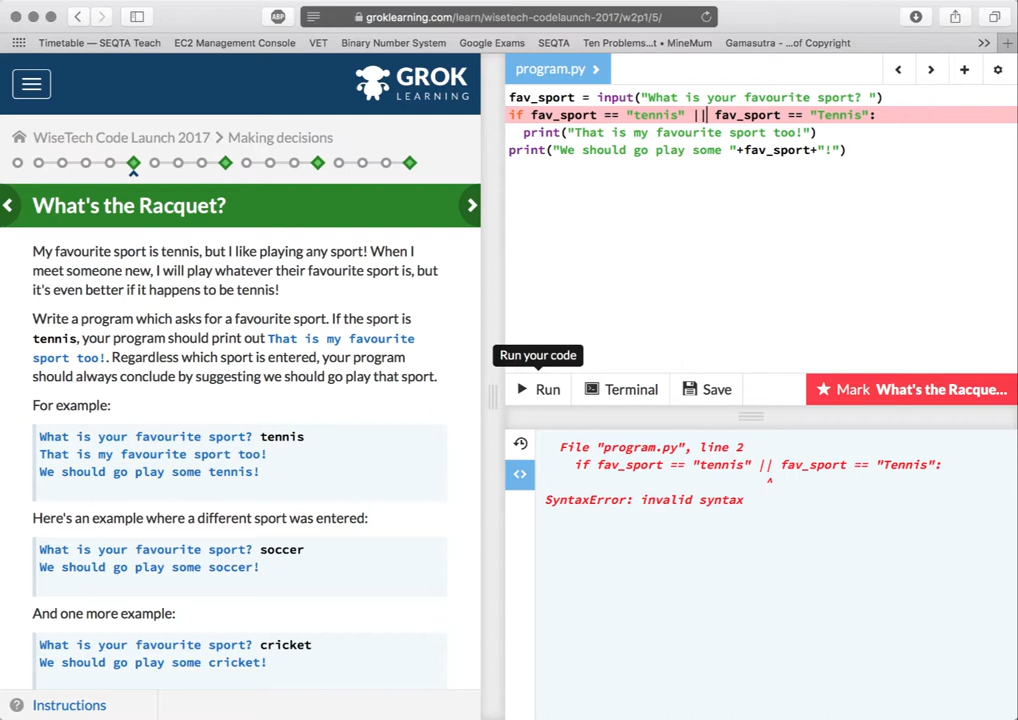 ABP
groklearning.com/learn/wisetech-codelaunch-2017/w2p1/5/
Timetable — SEQTA Teach EC2 Management Console VET Binary Number System Google Exams SEQTA Ten Problems...t • MineMum Gamasutra - ...of Copyright
GROK
LEARNING
WiseTech Code Launch 2017 > Making decisions
What's the Racquet?
My favourite sport is tennis, but I like playing any sport! When I
meet someone new, I will play whatever their favourite sport is, but
it's even better if it happens to be tennis!
Write a program which asks for a favourite sport. If the sport is
tennis, your program should print out That is my favourite
sport too!. Regardless which sport is entered, your program
should always conclude by suggesting we should go play that sport.
For example:
What is your favourite sport? tennis
That is my favourite sport too!
We should go play some tennis!
Here's an example where a different sport was entered:
What is your favourite sport? soccer
We should go play some soccer!
And one more example:
What is your favourite sport? cricket
We should go play some cricket!
Instructions
program.py
fav_sport = input("What is your favourite sport? ")
if fav_sport == "tennis" || fav_sport == "Tennis":
print("That is my favourite sport too!")
print("We should go play some "+fav_sport+"!")
Run your code
Run Terminal Save Mark What's the Racque...
File "program.py", line 2
if fav_sport == "tennis" || fav_sport == "Tennis":
^
SyntaxError: invalid syntax